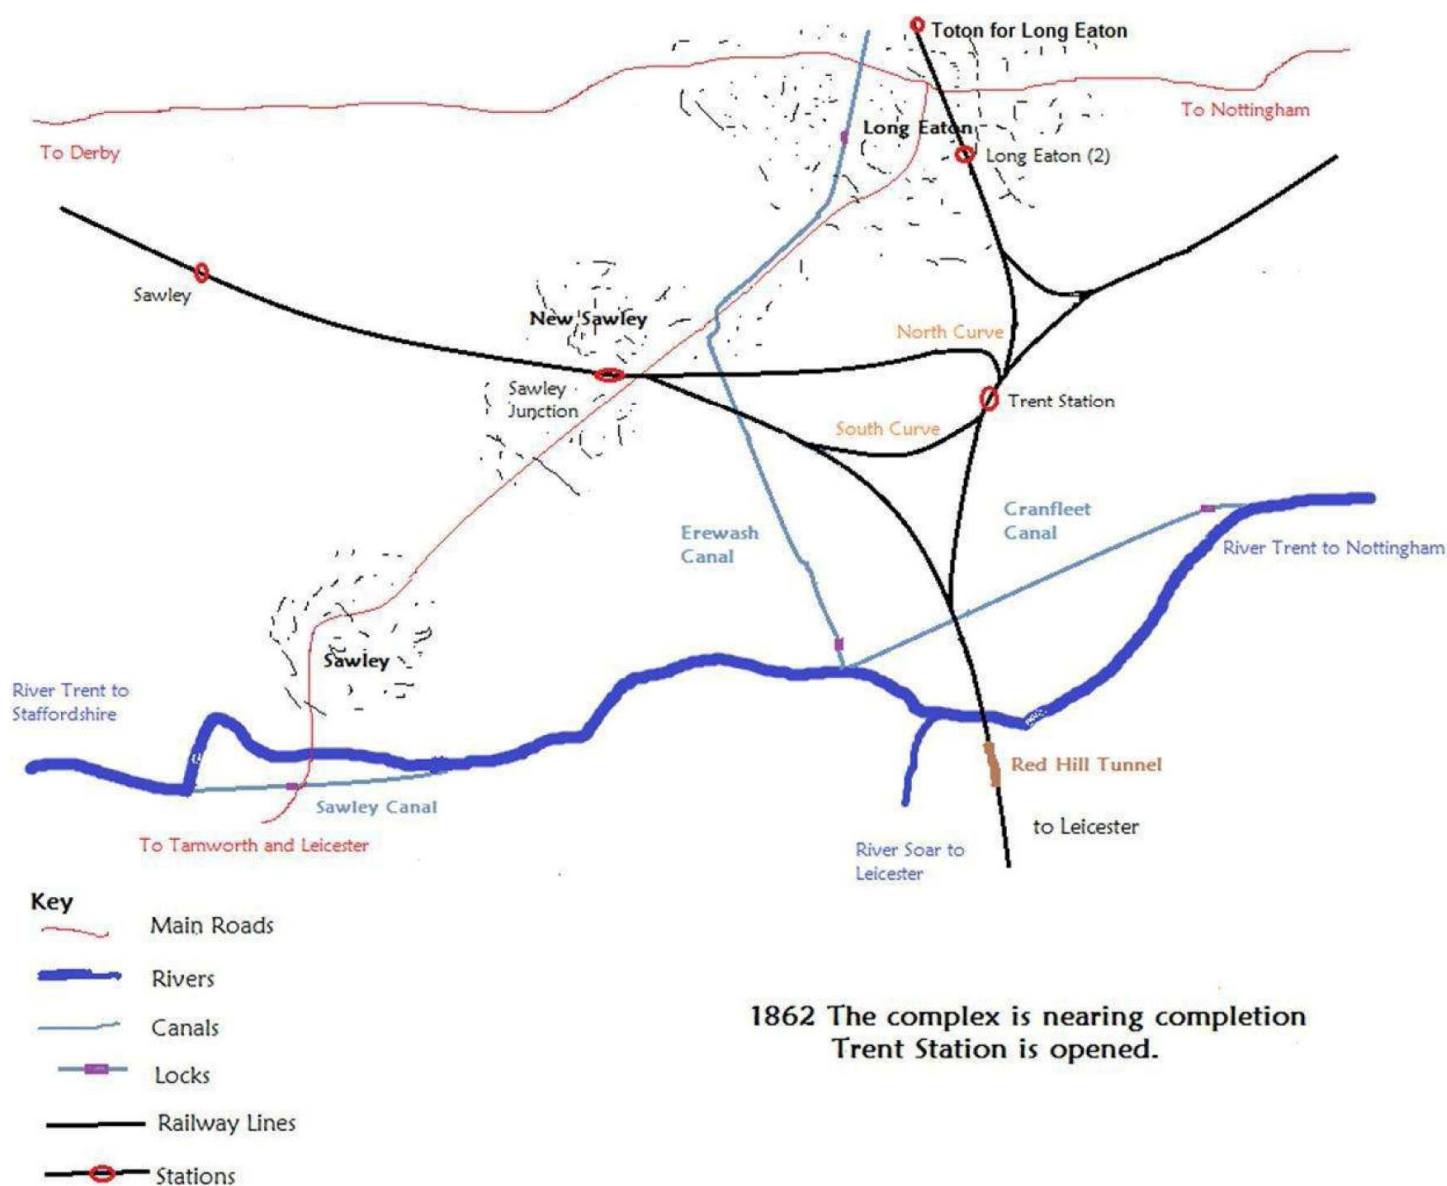 Toton for Long Eaton
To Nottingham
Long Eaton
To Derby
Long Eaton (2)
Sawley
New Sawley
North Curve
Sawley
Junction
Trent Station
South Curve
Cranfleet
Canal
Erewash
Canal
River Trent to Nottingham
Sawley
River Trent to
Staffordshire
Red Hill Tunnel
Sawley Canal
to Leicester
To Tamworth and Leicester
River Soar to
Leicester
Key
Main Roads
Rivers
Canals
Locks
Railway Lines
Stations
1862 The complex is nearing completion
Trent Station is opened.